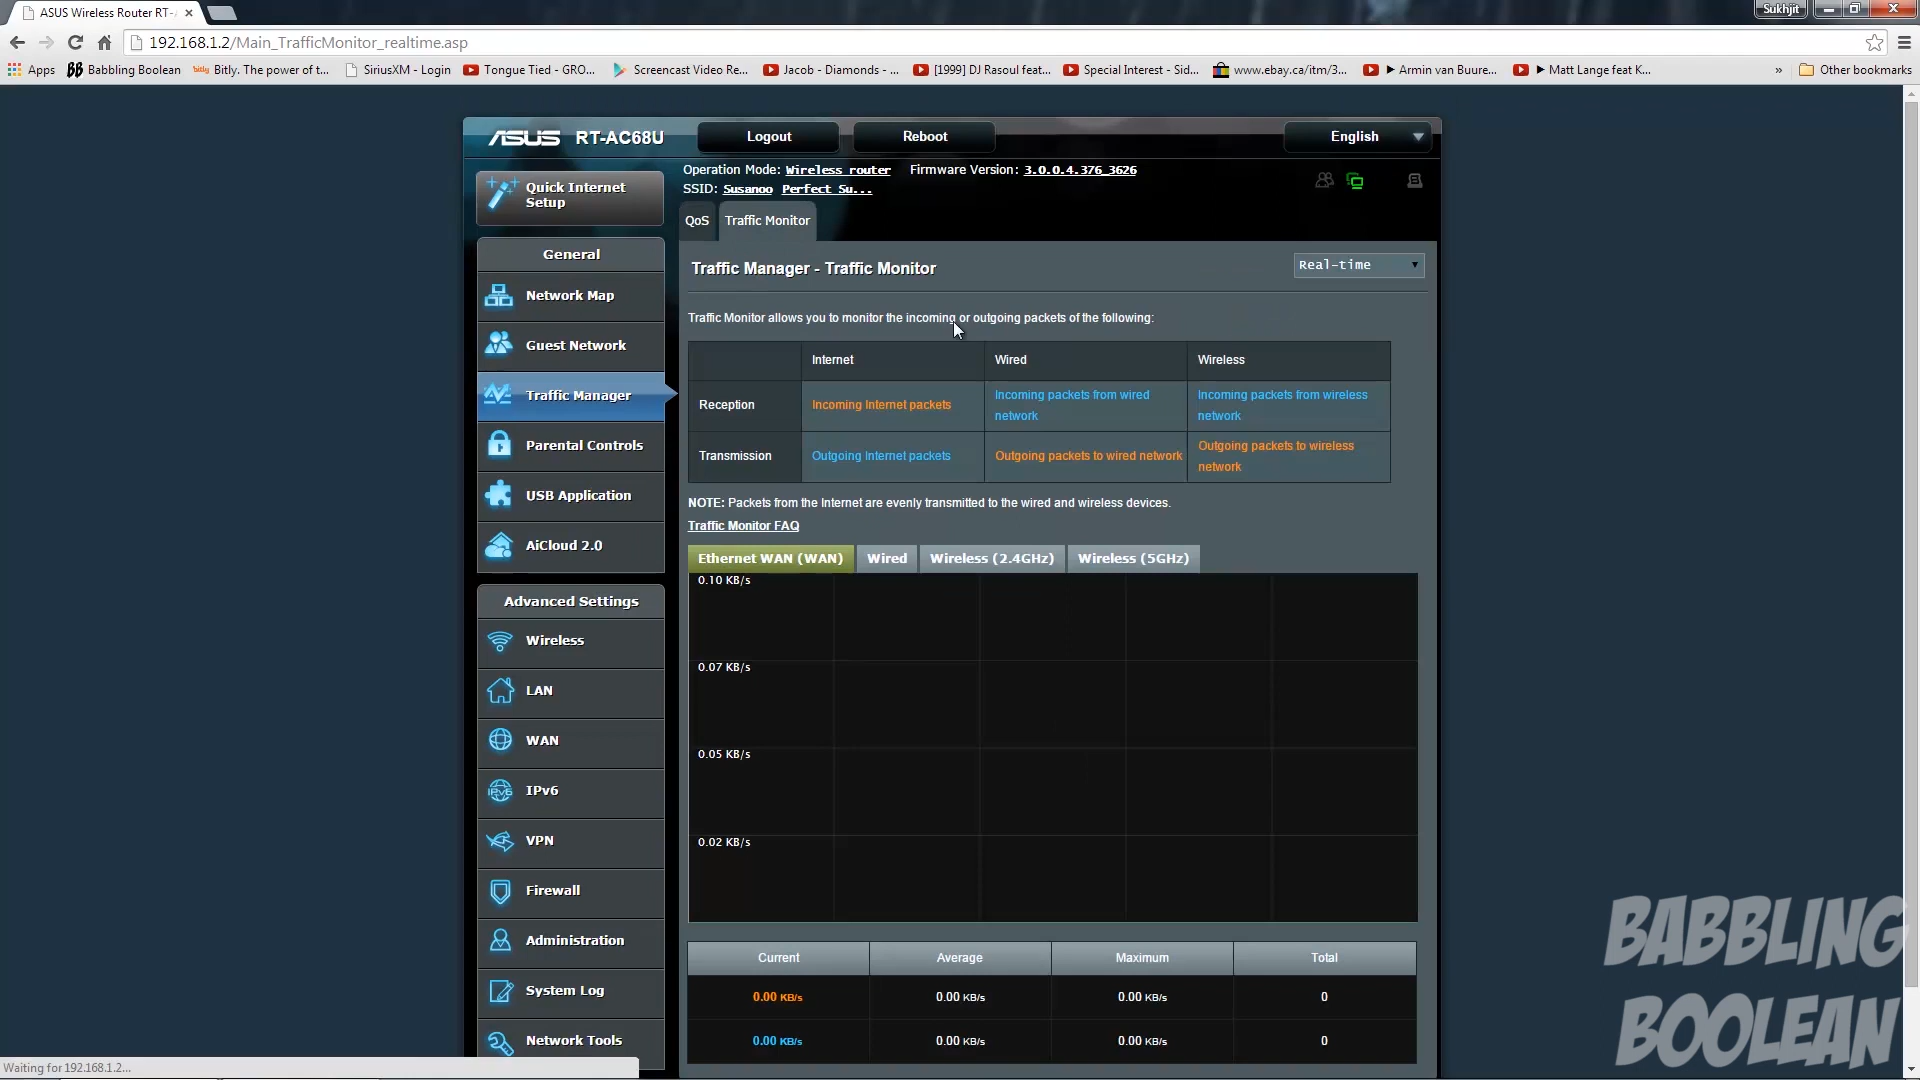 ASUS Wireless Router RT-
Sukhjit
192.168.1.2/Main_TrafficMonitor_realtime.asp
Apps
BB Babbling Boolean
bitly Bitly. The power of t...
SiriusXM - Login
Tongue Tied - GRO...
Screencast Video Re...
Jacob - Diamonds - ...
[1999] DJ Rasoul feat...
Special Interest - Sid...
www.ebay.ca/itm/3...
Armin van Buure...
Matt Lange feat K...
»
Other bookmarks
ASUS RT-AC68U
Logout
Reboot
English
Operation Mode: Wireless router Firmware Version: 3.0.0.4.376_3626
SSID: Susanoo Perfect Su...
Quick Internet
Setup
General
Network Map
Guest Network
Traffic Manager
Parental Controls
USB Application
AiCloud 2.0
Advanced Settings
Wireless
LAN
WAN
IPv6
VPN
Firewall
Administration
System Log
Network Tools
QoS
Traffic Monitor
Traffic Manager - Traffic Monitor
Real-time
Traffic Monitor allows you to monitor the incoming or outgoing packets of the following:
Internet Wired Wireless
Reception
Incoming Internet packets
Incoming packets from wired
network
Incoming packets from wireless
network
Transmission
Outgoing Internet packets
Outgoing packets to wired network
Outgoing packets to wireless
network
NOTE: Packets from the Internet are evenly transmitted to the wired and wireless devices.
Traffic Monitor FAQ
Ethernet WAN (WAN) Wired Wireless (2.4GHz) Wireless (5GHz)
0.10 KB/s
0.07 KB/s
0.05 KB/s
0.02 KB/s
Current Average Maximum Total
0.00 KB/s 0.00 KB/s 0.00 KB/s 0
0.00 KB/s 0.00 KB/s 0.00 KB/s 0
Waiting for 192.168.1.2...
BABBLING
BOOLEAN